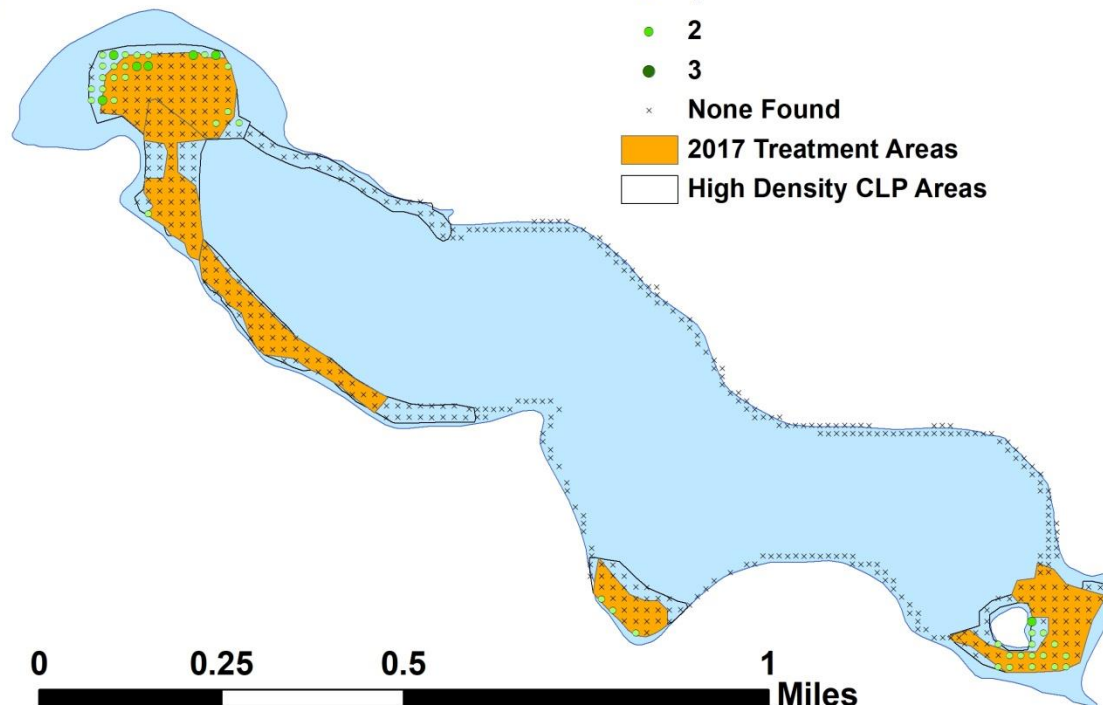 2
3
None Found
2017 Treatment Areas
High Density CLP Areas
0 0.25 0.5 1
Miles